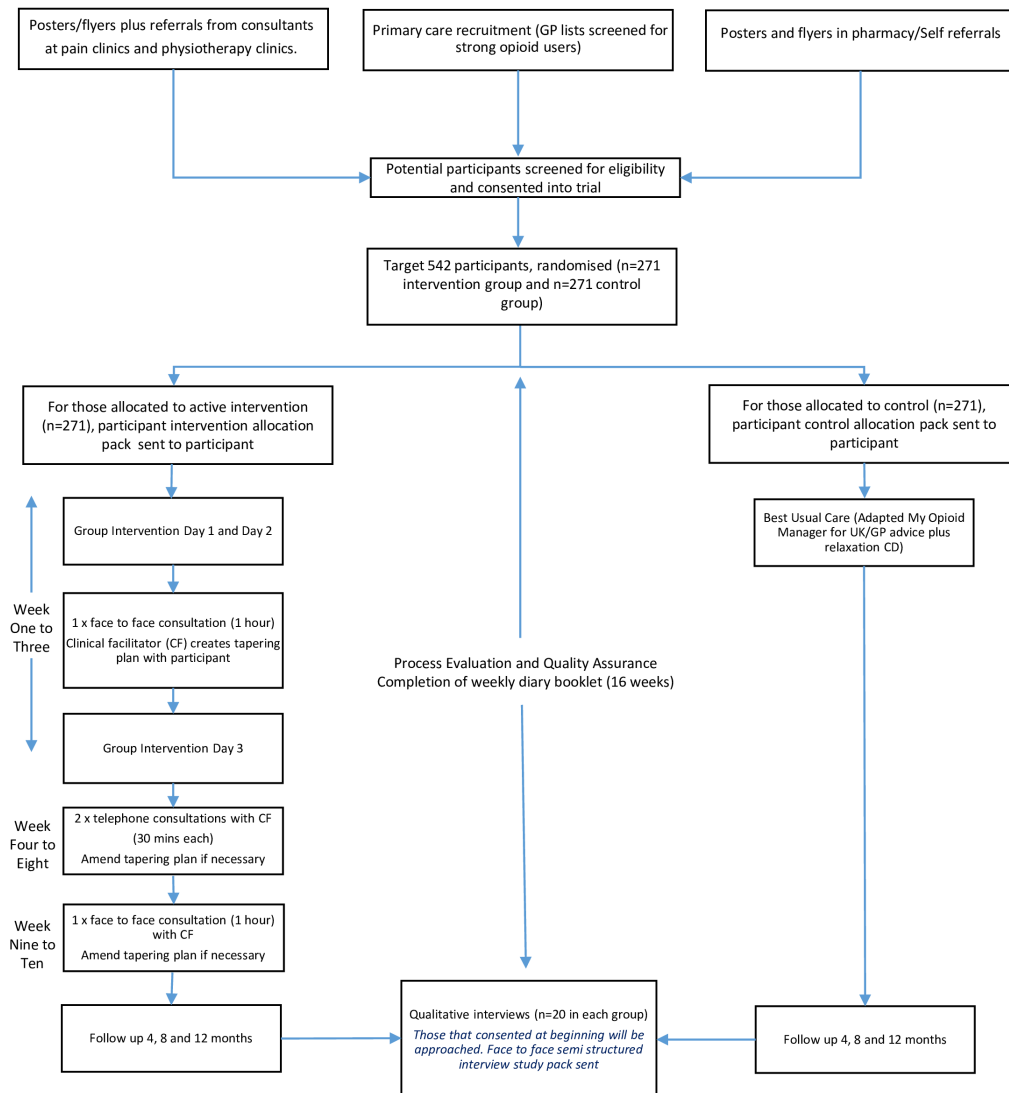 Posters/flyers plus referrals from consultants
at pain clinics and physiotherapy clinics.
Primary care recruitment (GP lists screened for
strong opioid users)
Posters and flyers in pharmacy/Self referrals
Potential participants screened for eligibility
and consented into trial
Target 542 participants, randomised (n=271
intervention group and n=271 control
group)
For those allocated to active intervention
(n=271), participant intervention allocation
pack sent to participant
For those allocated to control (n=271),
participant control allocation pack sent to
participant
Week
One to
Three
Group Intervention Day 1 and Day 2
1 x face to face consultation (1 hour)
Clinical facilitator (CF) creates tapering
plan with participant
Group Intervention Day 3
Best Usual Care (Adapted My Opioid
Manager for UK/GP advice plus
relaxation CD)
Process Evaluation and Quality Assurance
Completion of weekly diary booklet (16 weeks)
Week
Four to
Eight
2 x telephone consultations with CF
(30 mins each)
Amend tapering plan if necessary
Week
Nine to
Ten
1 x face to face consultation (1 hour)
with CF
Amend tapering plan if necessary
Follow up 4, 8 and 12 months
Qualitative interviews (n=20 in each group)
Those that consented at beginning will be
approached. Face to face semi structured
interview study pack sent
Follow up 4, 8 and 12 months